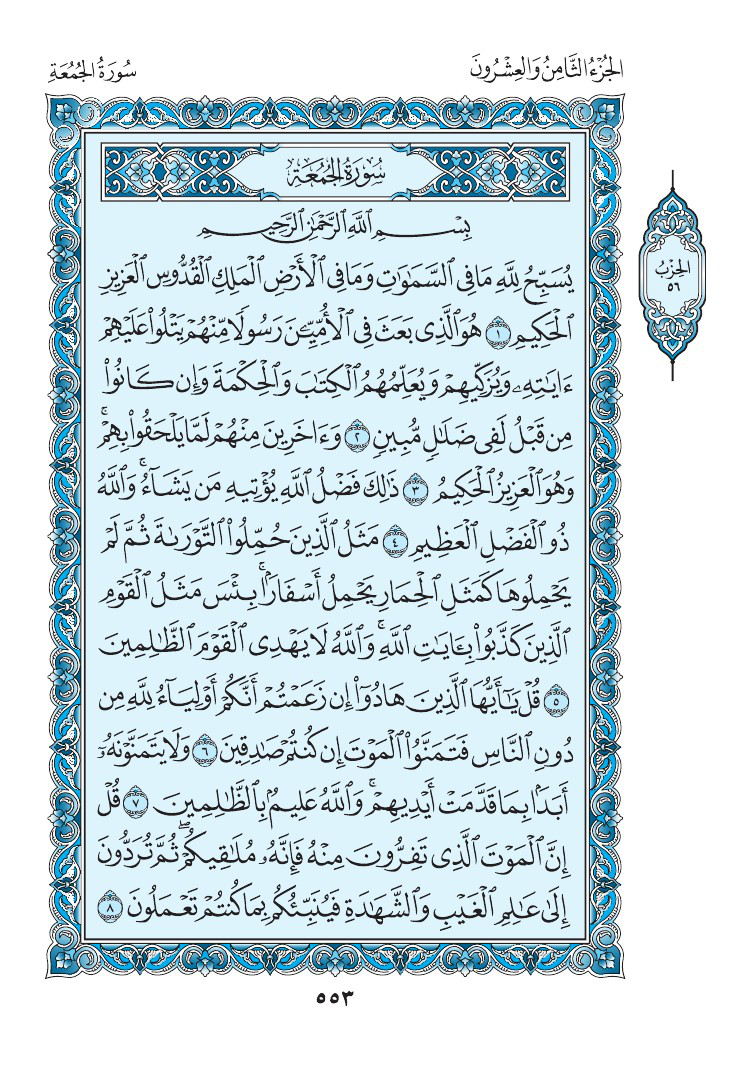 الجُزْءُ الثَّامِنُ وَالعِشْرُونَ
سُورَةُ الجُمُعَةِ
سُورَةُ الجُمُعَةِ
بِسْمِ ٱللَّهِ ٱلرَّحْمَٰنِ ٱلرَّحِيمِ
يُسَبِّحُ لِلَّهِ مَا فِي ٱلسَّمَٰوَٰتِ وَمَا فِي ٱلْأَرْضِ ٱلْمَلِكِ ٱلْقُدُّوسِ ٱلْعَزِيزِ
ٱلْحَكِيمِ ١ هُوَ ٱلَّذِي بَعَثَ فِي ٱلْأُمِّيِّـۧنَ رَسُولًا مِّنْهُمْ يَتْلُوا۟ عَلَيْهِمْ
ءَايَٰتِهِۦ وَيُزَكِّيهِمْ وَيُعَلِّمُهُمُ ٱلْكِتَٰبَ وَٱلْحِكْمَةَ وَإِن كَانُوا۟
مِن قَبْلُ لَفِي ضَلَٰلٍ مُّبِينٍ ٢ وَءَاخَرِينَ مِنْهُمْ لَمَّا يَلْحَقُوا۟ بِهِمْ ۚ
وَهُوَ ٱلْعَزِيزُ ٱلْحَكِيمُ ٣ ذَٰلِكَ فَضْلُ ٱللَّهِ يُؤْتِيهِ مَن يَشَآءُ ۚ وَٱللَّهُ
ذُو ٱلْفَضْلِ ٱلْعَظِيمِ ٤ مَثَلُ ٱلَّذِينَ حُمِّلُوا۟ ٱلتَّوْرَىٰةَ ثُمَّ لَمْ
يَحْمِلُوهَا كَمَثَلِ ٱلْحِمَارِ يَحْمِلُ أَسْفَارًۢا ۚ بِئْسَ مَثَلُ ٱلْقَوْمِ
ٱلَّذِينَ كَذَّبُوا۟ بِـَٔايَٰتِ ٱللَّهِ ۚ وَٱللَّهُ لَا يَهْدِي ٱلْقَوْمَ ٱلظَّٰلِمِينَ
٥ قُلْ يَٰٓأَيُّهَا ٱلَّذِينَ هَادُوٓا۟ إِن زَعَمْتُمْ أَنَّكُمْ أَوْلِيَآءُ لِلَّهِ مِن
دُونِ ٱلنَّاسِ فَتَمَنَّوُا۟ ٱلْمَوْتَ إِن كُنتُمْ صَٰدِقِينَ ٦ وَلَا يَتَمَنَّوْنَهُۥٓ
أَبَدًۢا بِمَا قَدَّمَتْ أَيْدِيهِمْ ۚ وَٱللَّهُ عَلِيمٌۢ بِٱلظَّٰلِمِينَ ٧ قُلْ
إِنَّ ٱلْمَوْتَ ٱلَّذِي تَفِرُّونَ مِنْهُ فَإِنَّهُۥ مُلَٰقِيكُمْ ۖ ثُمَّ تُرَدُّونَ
إِلَىٰ عَٰلِمِ ٱلْغَيْبِ وَٱلشَّهَٰدَةِ فَيُنَبِّئُكُم بِمَا كُنتُمْ تَعْمَلُونَ ٨
الحِزْبُ
٥٦
٥٥٣